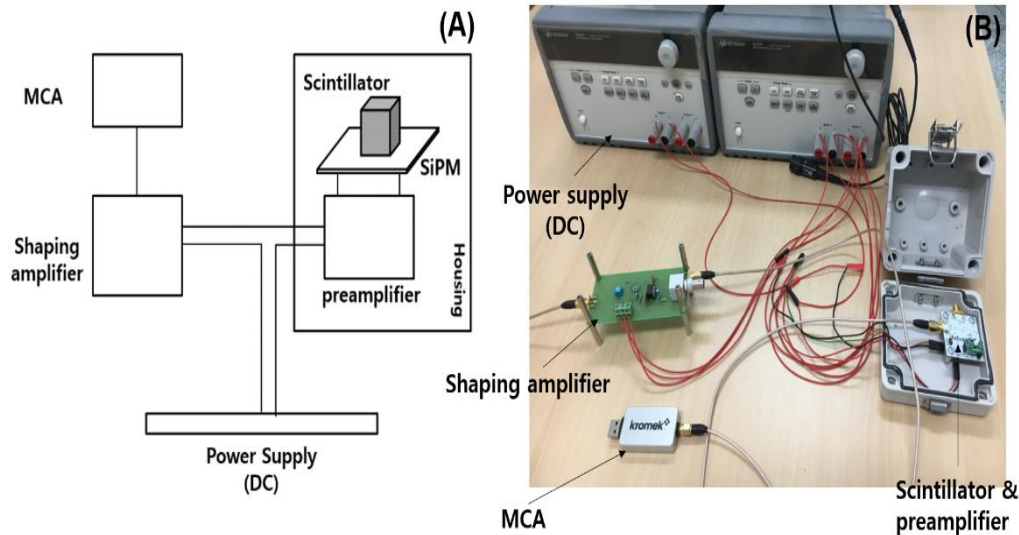 (A)
MCA
Scintillator
SiPM
Shaping
amplifier
preamplifier
Housing
Power Supply
(DC)
(B)
Power supply
(DC)
Shaping amplifier
kromek
MCA
Scintillator &
preamplifier